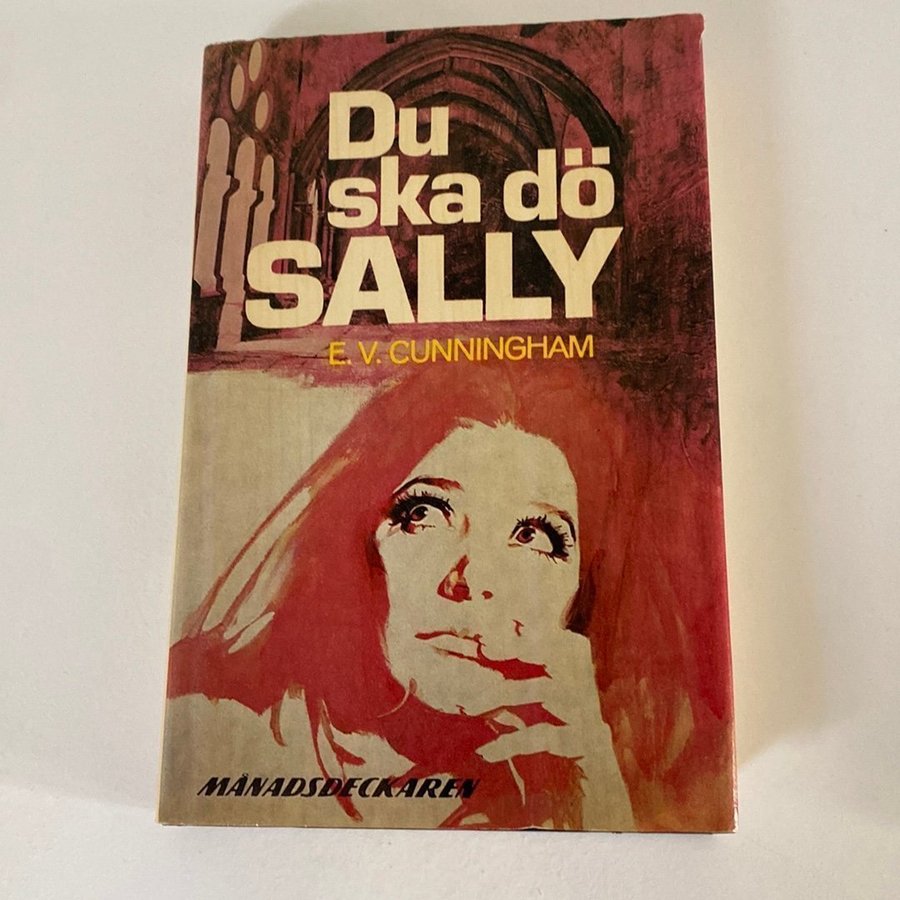 Du
ska dö
SALLY
E. V. CUNNINGHAM
MÅNADSDECKAREN